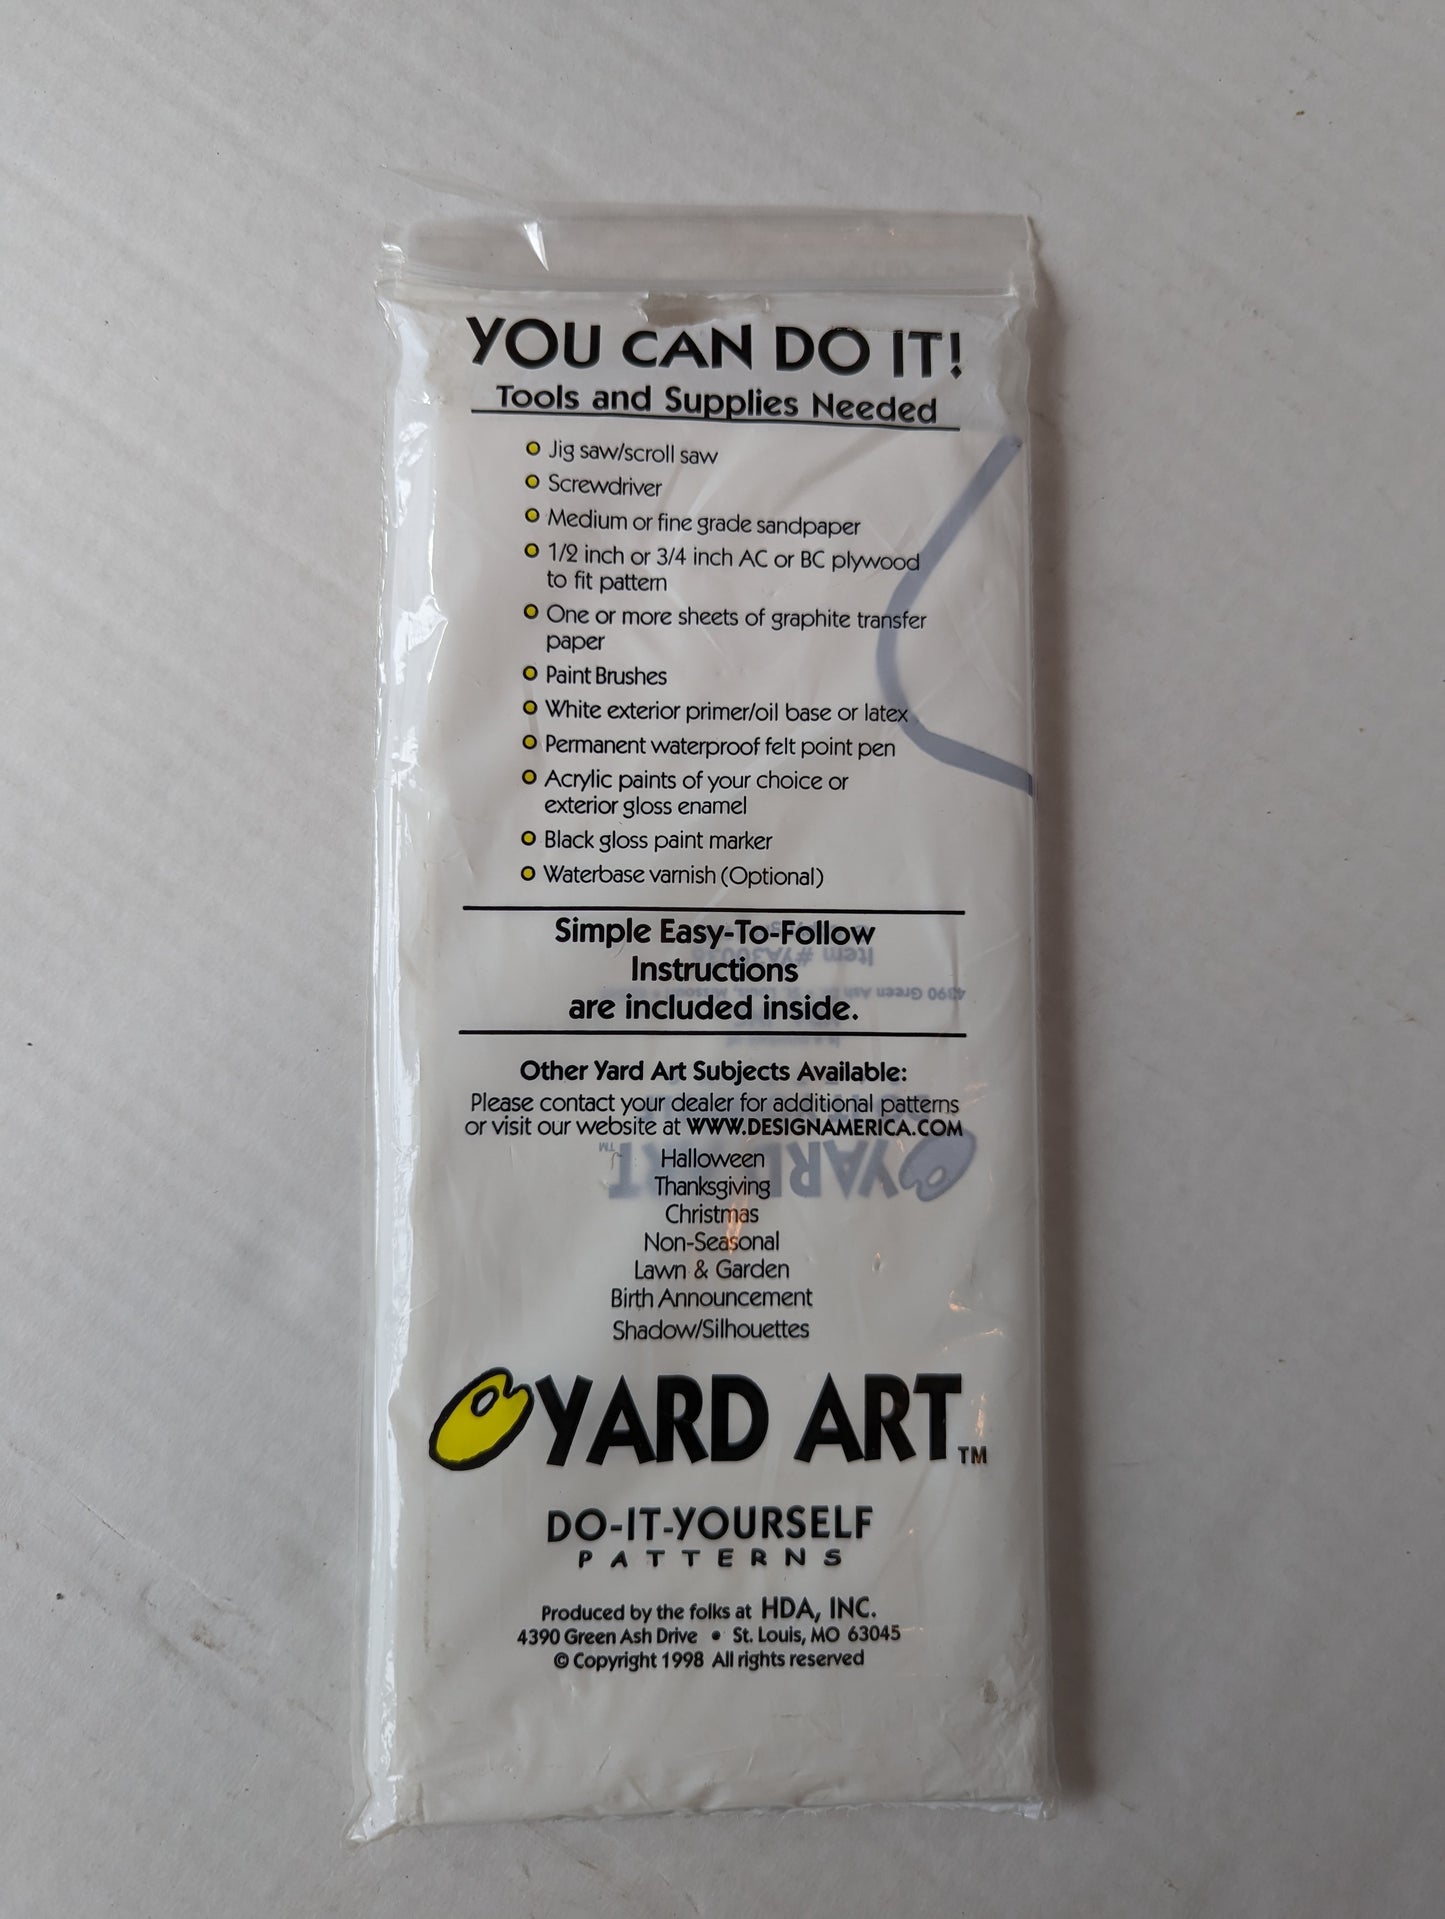 YOU CAN DO IT!
Tools and Supplies Needed
Jig saw/scroll saw
Screwdriver
Medium or fine grade sandpaper
1/2 inch or 3/4 inch AC or BC plywood
to fit pattern
One or more sheets of graphite transfer
paper
Paint Brushes
White exterior primer/oil base or latex
Permanent waterproof felt point pen
Acrylic paints of your choice or
exterior gloss enamel
Black gloss paint marker
Waterbase varnish (Optional)
Simple Easy-To-Follow
Instructions
are included inside.
Other Yard Art Subjects Available:
Please contact your dealer for additional patterns
or visit our website at WWW.DESIGNAMERICA.COM
Halloween
Thanksgiving
Christmas
Non-Seasonal
Lawn & Garden
Birth Announcement
Shadow/Silhouettes
YARD ART TM
DO-IT-YOURSELF
PATTERNS
Produced by the folks at HDA, INC.
4390 Green Ash Drive • St. Louis, MO 63045
© Copyright 1998 All rights reserved